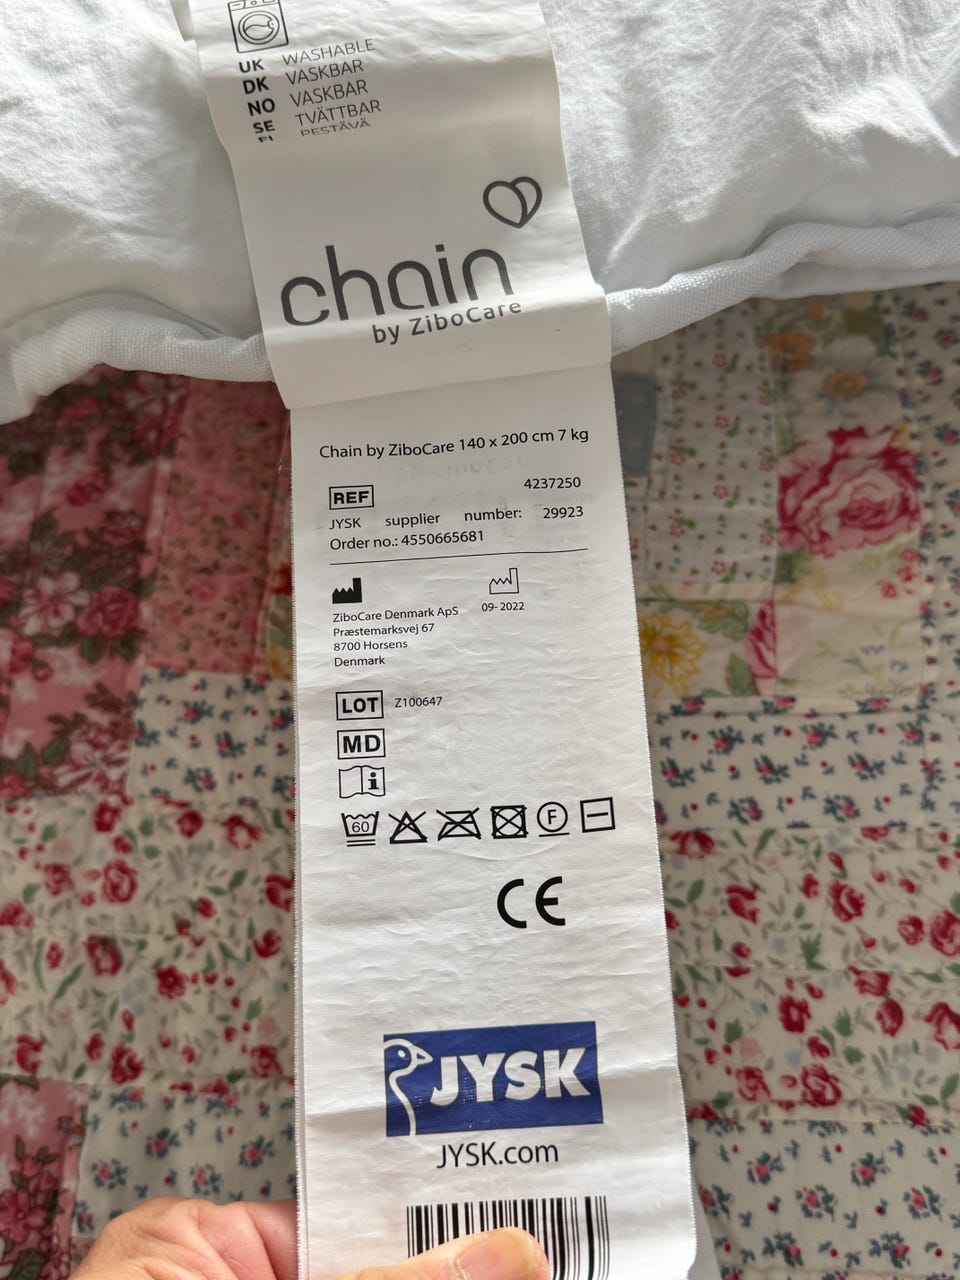 UK WASHABLE
DK VASKBAR
NO VASKBAR
SE TVÄTTBAR
FI PESTÄVÄ
chain
by ZiboCare
Chain by ZiboCare 140 x 200 cm 7 kg
REF 4237250
JYSK supplier number: 29923
Order no.: 4550665681
ZiboCare Denmark ApS 09-2022
Præstemarksvej 67
8700 Horsens
Denmark
LOT Z100647
MD
i
60 F
CE
JYSK
JYSK.com